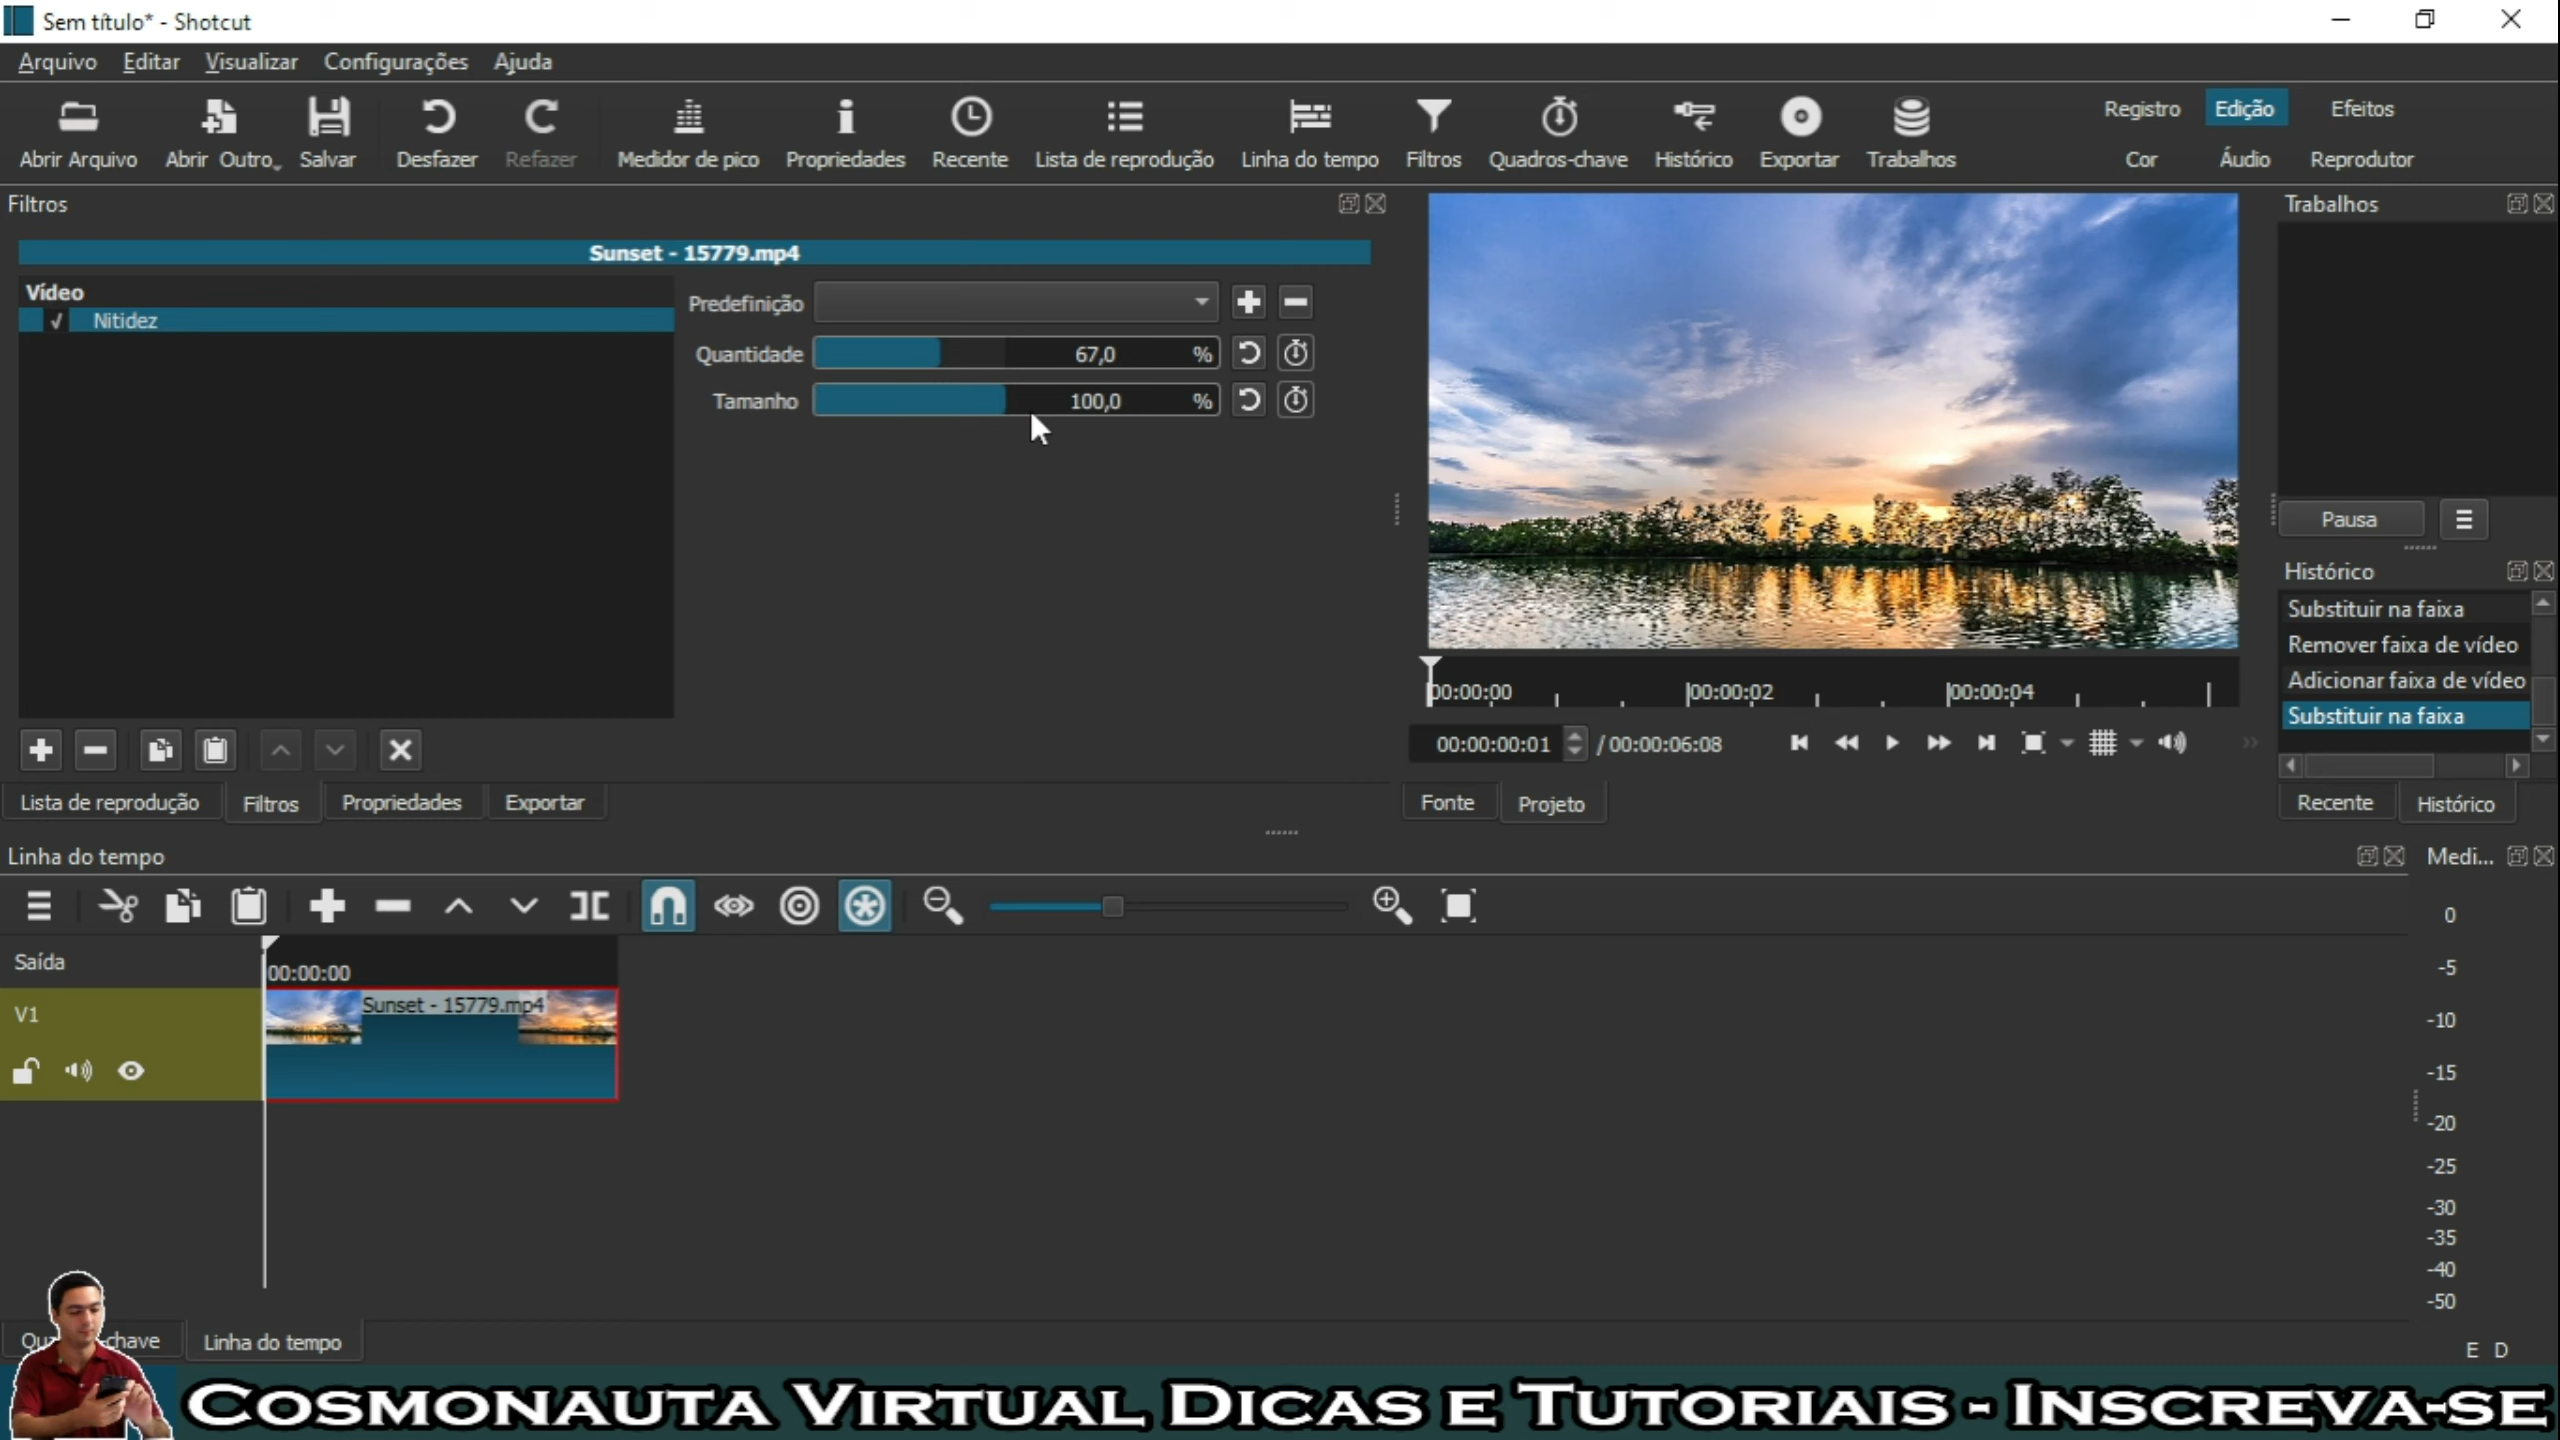 Sem título* - Shotcut
Arquivo Editar Visualizar Configurações Ajuda
Abrir Arquivo Abrir Outro Salvar Desfazer Refazer Medidor de pico Propriedades Recente Lista de reprodução Linha do tempo Filtros Quadros-chave Histórico Exportar Trabalhos
Registro Edição Efeitos
Cor Áudio Reprodutor
Filtros
Sunset - 15779.mp4
Vídeo
√ Nitidez
Predefinição
Quantidade 67,0 %
Tamanho 100,0 %
Lista de reprodução Filtros Propriedades Exportar
00:00:00 00:00:02 00:00:04
00:00:00:01 /00:00:06:08
Fonte Projeto
Trabalhos
Pausa
Histórico
Substituir na faixa
Remover faixa de vídeo
Adicionar faixa de vídeo
Substituir na faixa
Recente Histórico
Linha do tempo
Saída
00:00:00
V1
Sunset - 15779.mp4
Medi...
0
-5
-10
-15
-20
-25
-30
-35
-40
-50
E D
chave Linha do tempo
Cosmonauta Virtual Dicas e Tutoriais - Inscreva-se